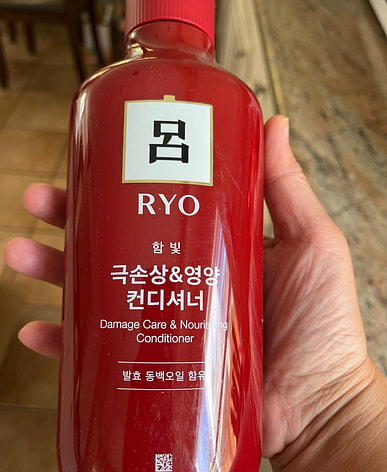 呂
RYO
함빛
극손상&영양
컨디셔너
Damage Care & Nourishing
Conditioner
발효 동백오일 함유